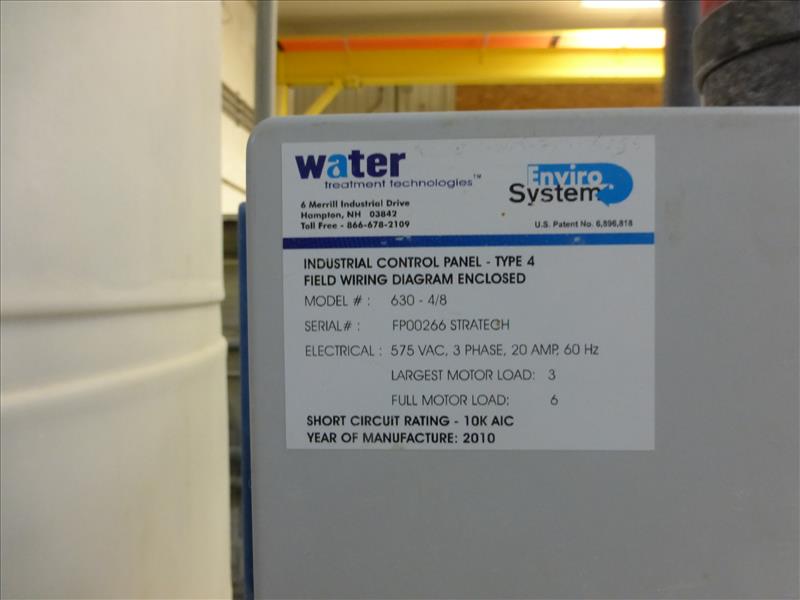 water
treatment technologies™
Enviro
System
6 Merrill Industrial Drive
Hampton, NH 03842
Toll Free - 866-678-2109
U.S. Patent No. 6,896,818
INDUSTRIAL CONTROL PANEL - TYPE 4
FIELD WIRING DIAGRAM ENCLOSED
MODEL # : 630 - 4/8
SERIAL# : FP00266 STRATECH
ELECTRICAL : 575 VAC, 3 PHASE, 20 AMP, 60 Hz
LARGEST MOTOR LOAD: 3
FULL MOTOR LOAD: 6
SHORT CIRCUIT RATING - 10K AIC
YEAR OF MANUFACTURE: 2010